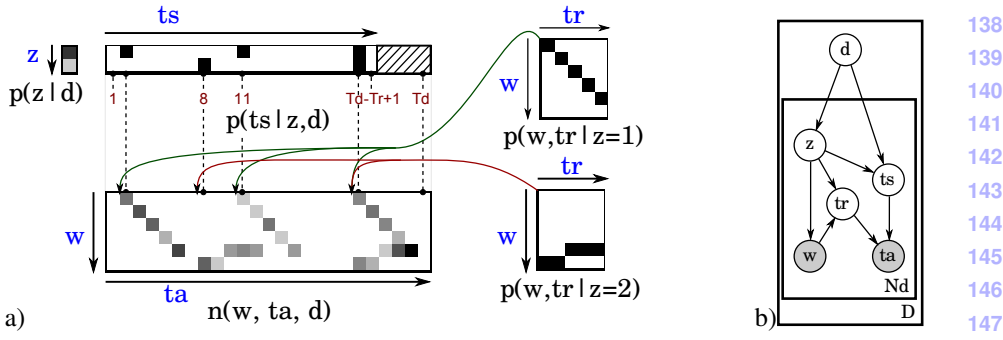 ts
z
p(z|d)
1
8
11
Td-Tr+1
Td
p(ts|z,d)
w
ta
n(w, ta, d)
a)
tr
w
p(w,tr|z=1)
tr
w
p(w,tr|z=2)
d
z
ts
tr
w
ta
Nd
D
b)
138
139
140
141
142
143
144
145
146
147